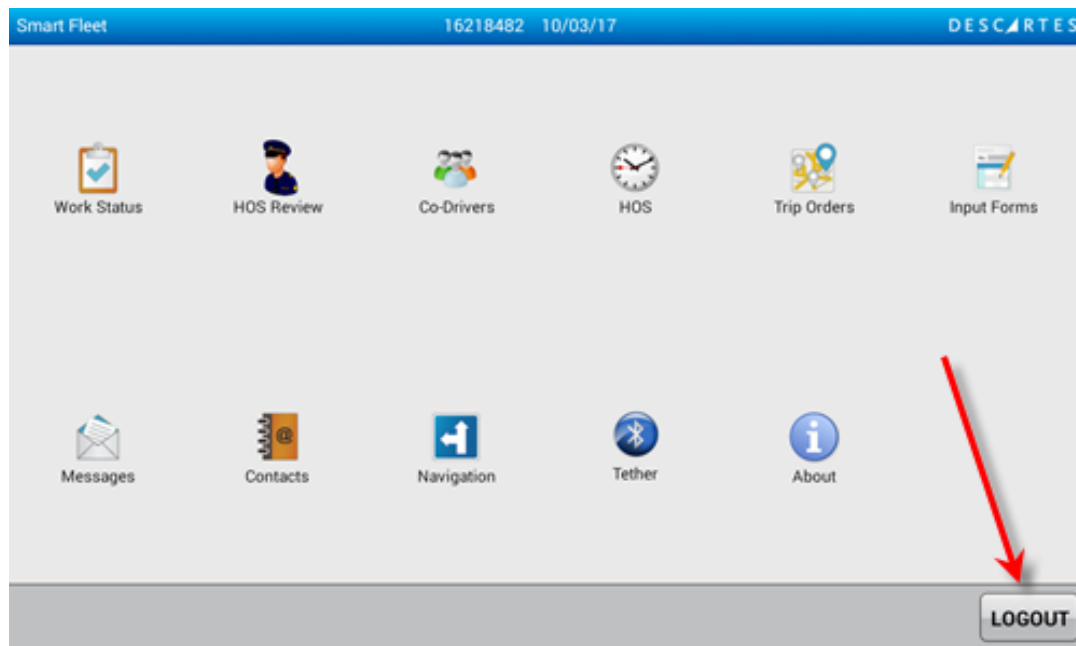 Smart Fleet 16218482 10/03/17 DESCARTES
Work Status HOS Review Co-Drivers HOS Trip Orders Input Forms
@
Messages Contacts Navigation Tether About
LOGOUT